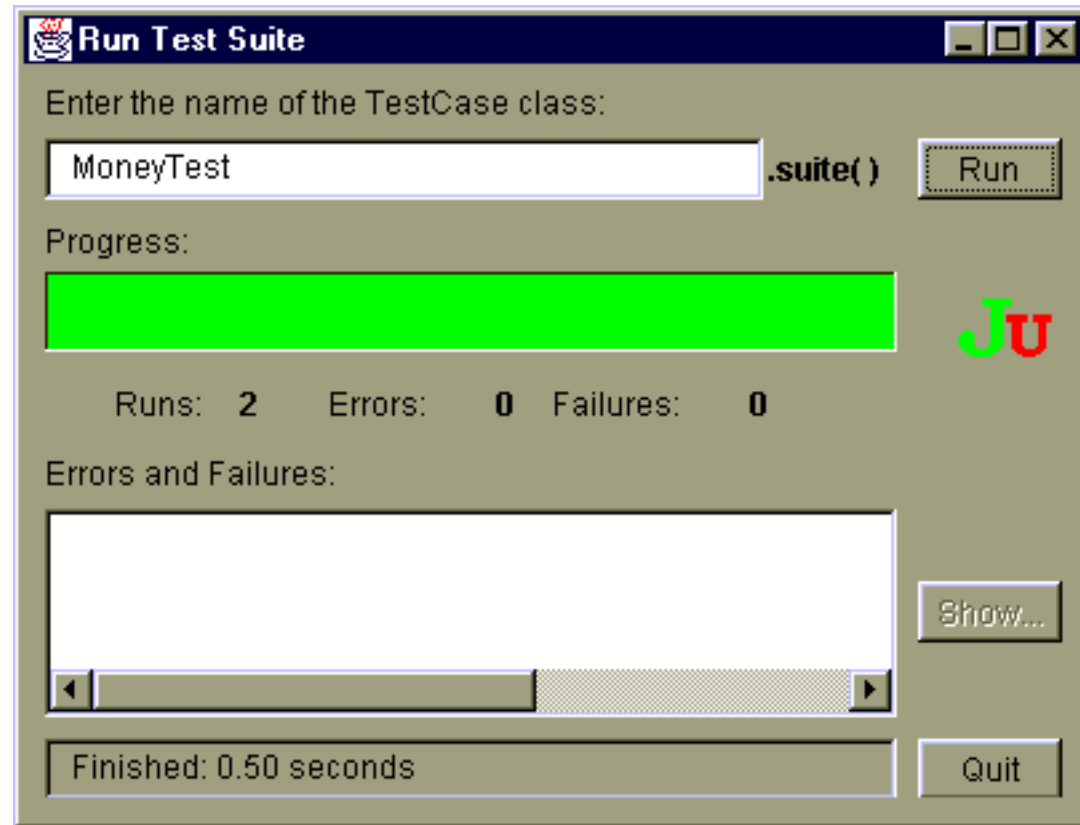 Run Test Suite
Enter the name of the TestCase class:
MoneyTest .suite( ) Run
Progress:
JU
Runs: 2 Errors: 0 Failures: 0
Errors and Failures:
Show...
Finished: 0.50 seconds Quit